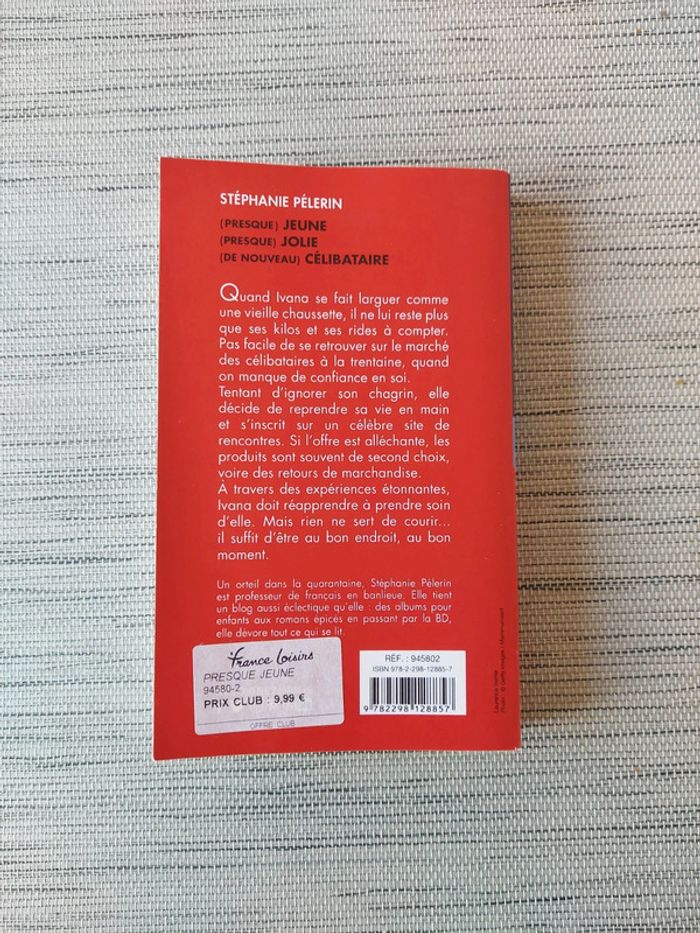 STÉPHANIE PÉLERIN
(PRESQUE) JEUNE
(PRESQUE) JOLIE
(DE NOUVEAU) CÉLIBATAIRE
Quand Ivana se fait larguer comme
une vieille chaussette, il ne lui reste plus
que ses kilos et ses rides à compter.
Pas facile de se retrouver sur le marché
des célibataires à la trentaine, quand
on manque de confiance en soi.
Tentant d'ignorer son chagrin, elle
décide de reprendre sa vie en main
et s'inscrit sur un célèbre site de
rencontres. Si l'offre est alléchante, les
produits sont souvent de second choix,
voire des retours de marchandise.
À travers des expériences étonnantes,
Ivana doit réapprendre à prendre soin
d'elle. Mais rien ne sert de courir...
il suffit d'être au bon endroit, au bon
moment.
Un orteil dans la quarantaine, Stéphanie Pélerin
est professeur de français en banlieue. Elle tient
un blog aussi éclectique qu'elle : des albums pour
enfants aux romans épicés en passant par la BD,
elle dévore tout ce qui se lit.
france loisirs
PRESQUE JEUNE
94580-2
PRIX CLUB : 9,99 €
OFFRE CLUB
RÉF. : 945802
ISBN 978-2-298-12885-7
9 782298 128857